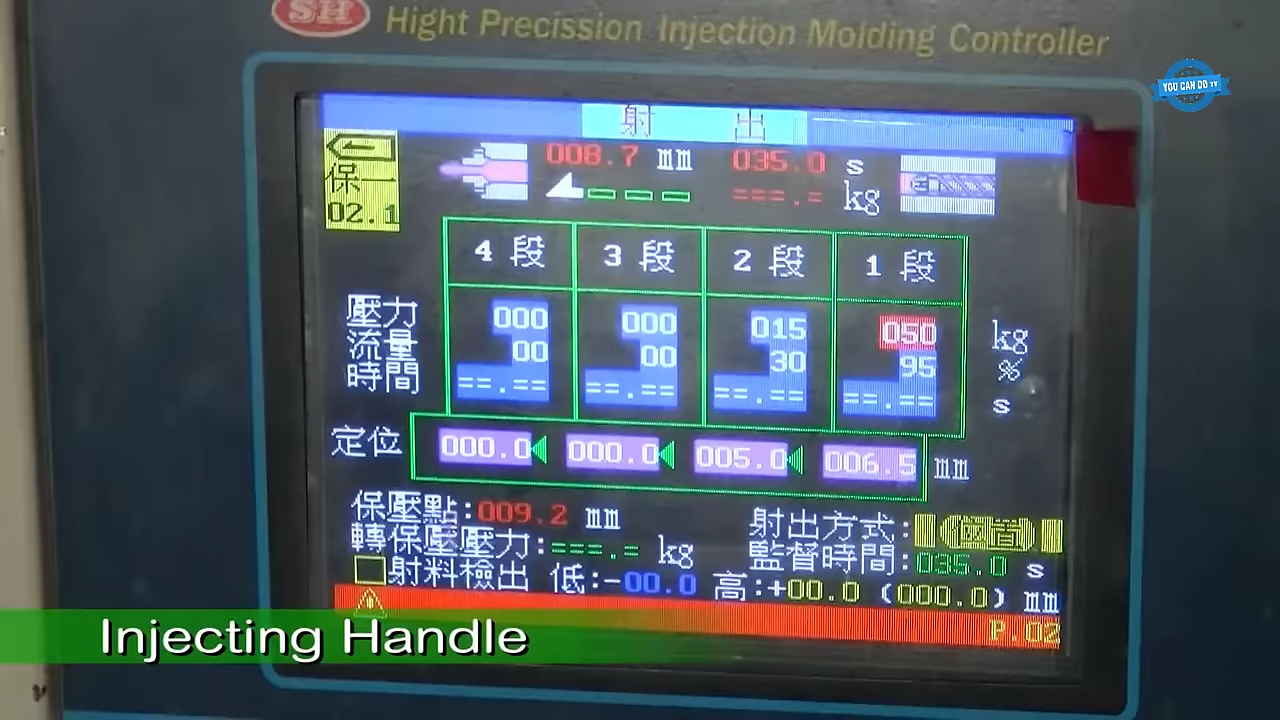 SH
Hight Precission Injection Molding Controller
YOU CAN DO TV
射 出
008.7 mm 035.0 s
===.= kg
保一
02.1
4 段 3 段 2 段 1 段
壓力 000 000 015 050 kg
流量 00 00 30 95 %
時間 ==.== ==.== ==.== ==.== s
定位 000.0 000.0 005.0 006.5 mm
保壓點:009.2 mm
射出方式:
轉保壓壓力:===.= kg
監督時間:035.0 s
射料檢出 低:-00.0 高:+00.0 (000.0) mm
P.02
Injecting Handle